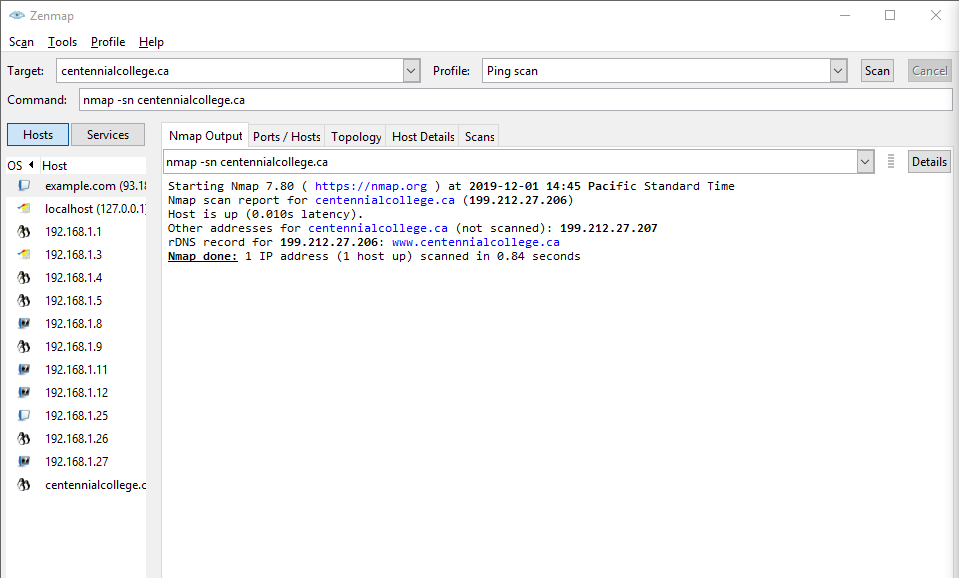 Zenmap
Scan Tools Profile Help
Target: centennialcollege.ca Profile: Ping scan Scan Cancel
Command: nmap -sn centennialcollege.ca
Hosts Services
Nmap Output Ports / Hosts Topology Host Details Scans
nmap -sn centennialcollege.ca Details
OS Host
example.com (93.18
localhost (127.0.0.1)
192.168.1.1
192.168.1.3
192.168.1.4
192.168.1.5
192.168.1.8
192.168.1.9
192.168.1.11
192.168.1.12
192.168.1.25
192.168.1.26
192.168.1.27
centennialcollege.c
Starting Nmap 7.80 ( https://nmap.org ) at 2019-12-01 14:45 Pacific Standard Time
Nmap scan report for centennialcollege.ca (199.212.27.206)
Host is up (0.010s latency).
Other addresses for centennialcollege.ca (not scanned): 199.212.27.207
rDNS record for 199.212.27.206: www.centennialcollege.ca
Nmap done: 1 IP address (1 host up) scanned in 0.84 seconds